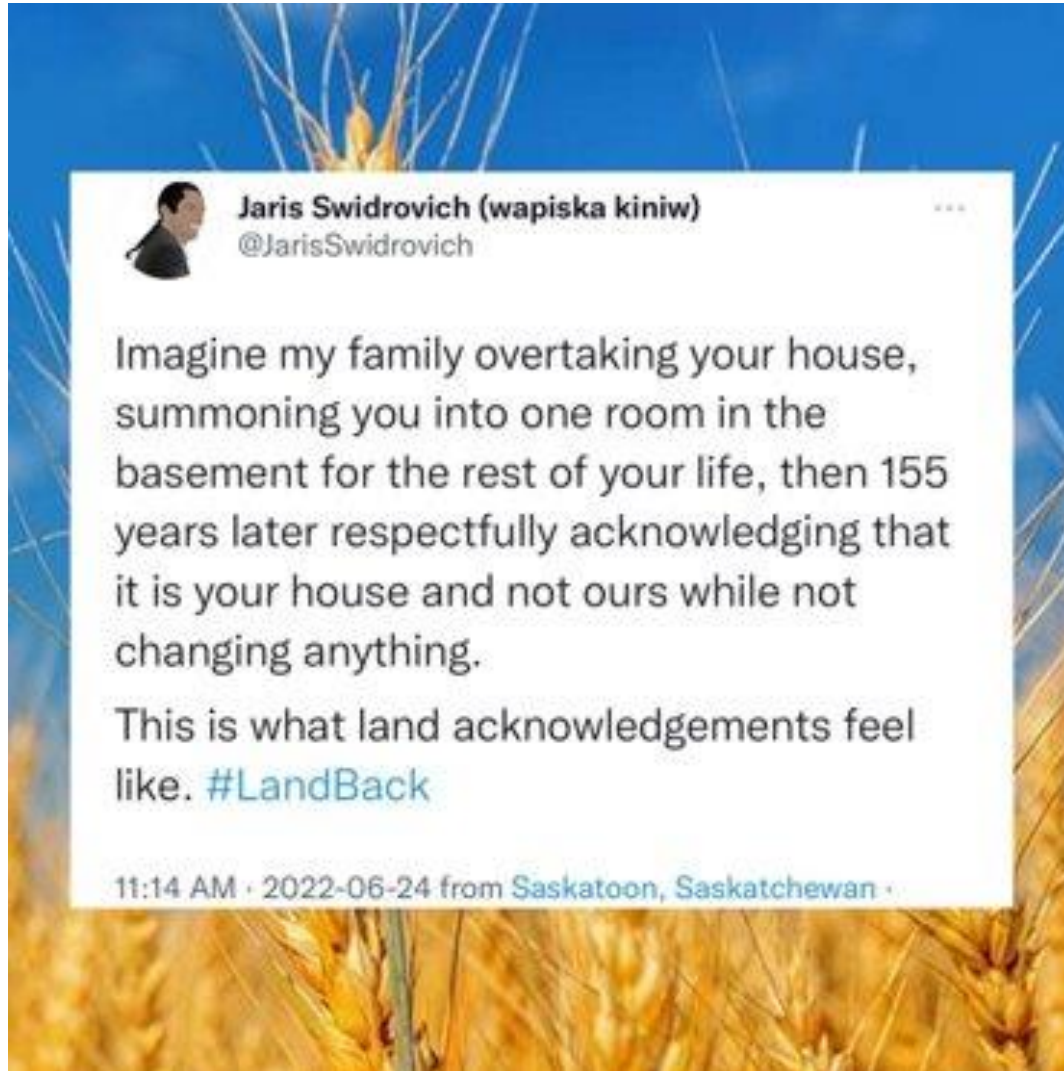 Jaris Swidrovich (wapiska kiniw)
@JarisSwidrovich
Imagine my family overtaking your house,
summoning you into one room in the
basement for the rest of your life, then 155
years later respectfully acknowledging that
it is your house and not ours while not
changing anything.
This is what land acknowledgements feel
like. #LandBack
11:14 AM · 2022-06-24 from Saskatoon, Saskatchewan ·